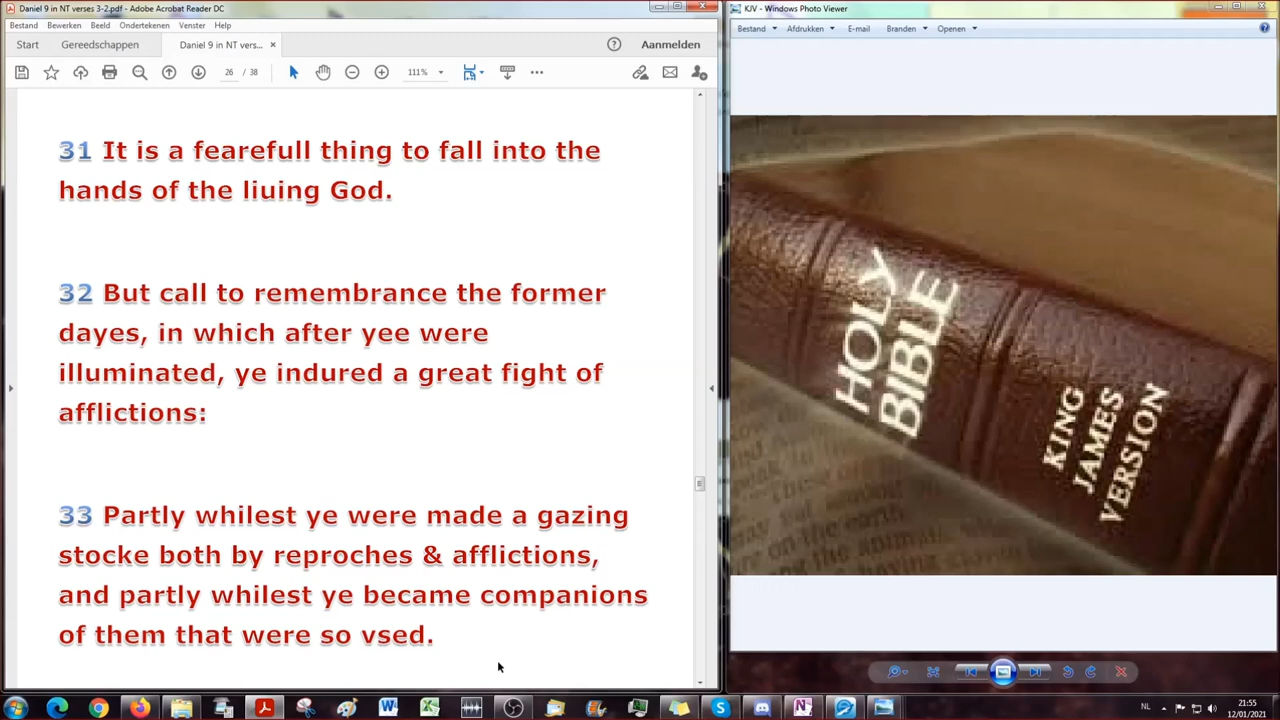 Daniel 9 in NT verses 3-2.pdf - Adobe Acrobat Reader DC
Bestand Bewerken Beeld Ondertekenen Venster Help
Start Gereedschappen Daniel 9 in NT vers... × Aanmelden
26 / 38 111%
31 It is a fearefull thing to fall into the
hands of the liuing God.
32 But call to remembrance the former
dayes, in which after yee were
illuminated, ye indured a great fight of
afflictions:
33 Partly whilest ye were made a gazing
stocke both by reproches & afflictions,
and partly whilest ye became companions
of them that were so vsed.
KJV - Windows Photo Viewer
Bestand Afdrukken E-mail Branden Openen
HOLY
BIBLE
KING
JAMES
VERSION
NL 21:55
12/01/2021